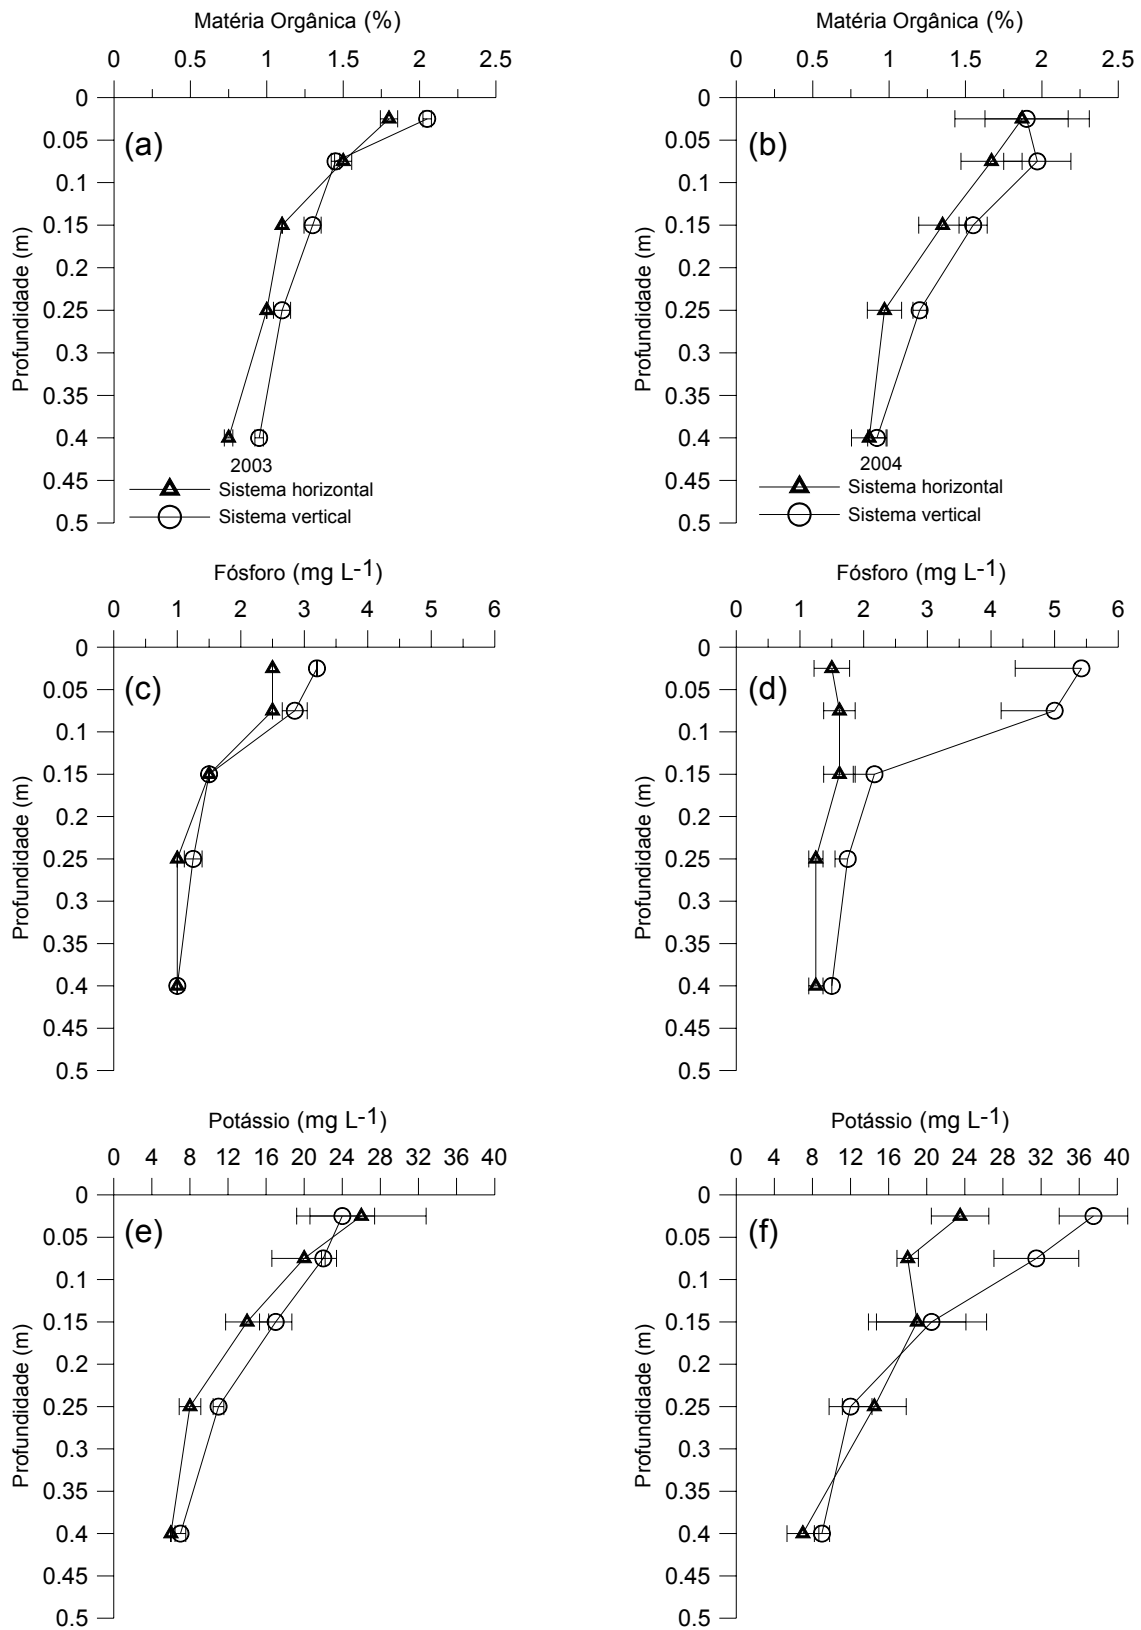 Matéria Orgânica (%)
0 0.5 1 1.5 2 2.5
0
0.05
0.1
0.15
0.2
0.25
0.3
0.35
0.4
0.45
0.5
Profundidade (m)
(a)
2003
Sistema horizontal
Sistema vertical
Matéria Orgânica (%)
0 0.5 1 1.5 2 2.5
0
0.05
0.1
0.15
0.2
0.25
0.3
0.35
0.4
0.45
0.5
Profundidade (m)
(b)
2004
Sistema horizontal
Sistema vertical
Fósforo (mg L-1)
0 1 2 3 4 5 6
0
0.05
0.1
0.15
0.2
0.25
0.3
0.35
0.4
0.45
0.5
Profundidade (m)
(c)
Fósforo (mg L-1)
0 1 2 3 4 5 6
0
0.05
0.1
0.15
0.2
0.25
0.3
0.35
0.4
0.45
0.5
Profundidade (m)
(d)
Potássio (mg L-1)
0 4 8 12 16 20 24 28 32 36 40
0
0.05
0.1
0.15
0.2
0.25
0.3
0.35
0.4
0.45
0.5
Profundidade (m)
(e)
Potássio (mg L-1)
0 4 8 12 16 20 24 28 32 36 40
0
0.05
0.1
0.15
0.2
0.25
0.3
0.35
0.4
0.45
0.5
Profundidade (m)
(f)